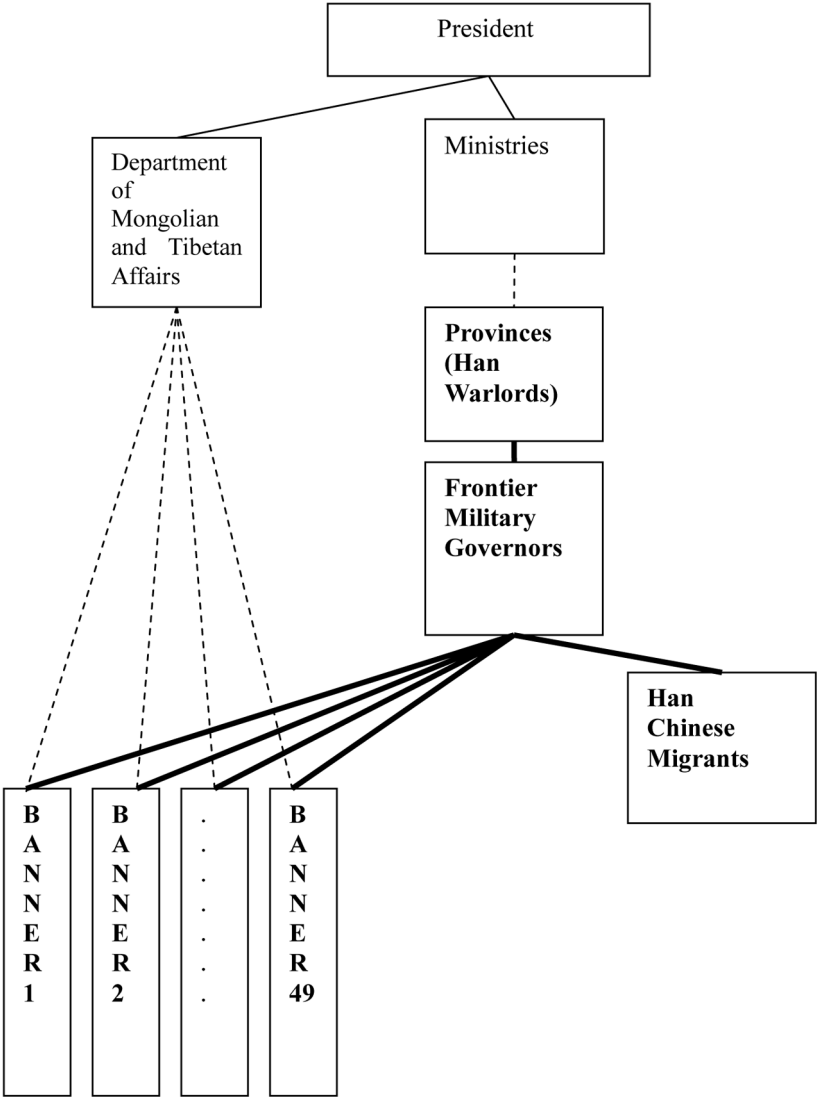 President
Department
of
Mongolian
and Tibetan
Affairs
Ministries
Provinces
(Han
Warlords)
Frontier
Military
Governors
Han
Chinese
Migrants
B
A
N
N
E
R
1
B
A
N
N
E
R
2
.
.
.
.
.
.
.
B
A
N
N
E
R
49